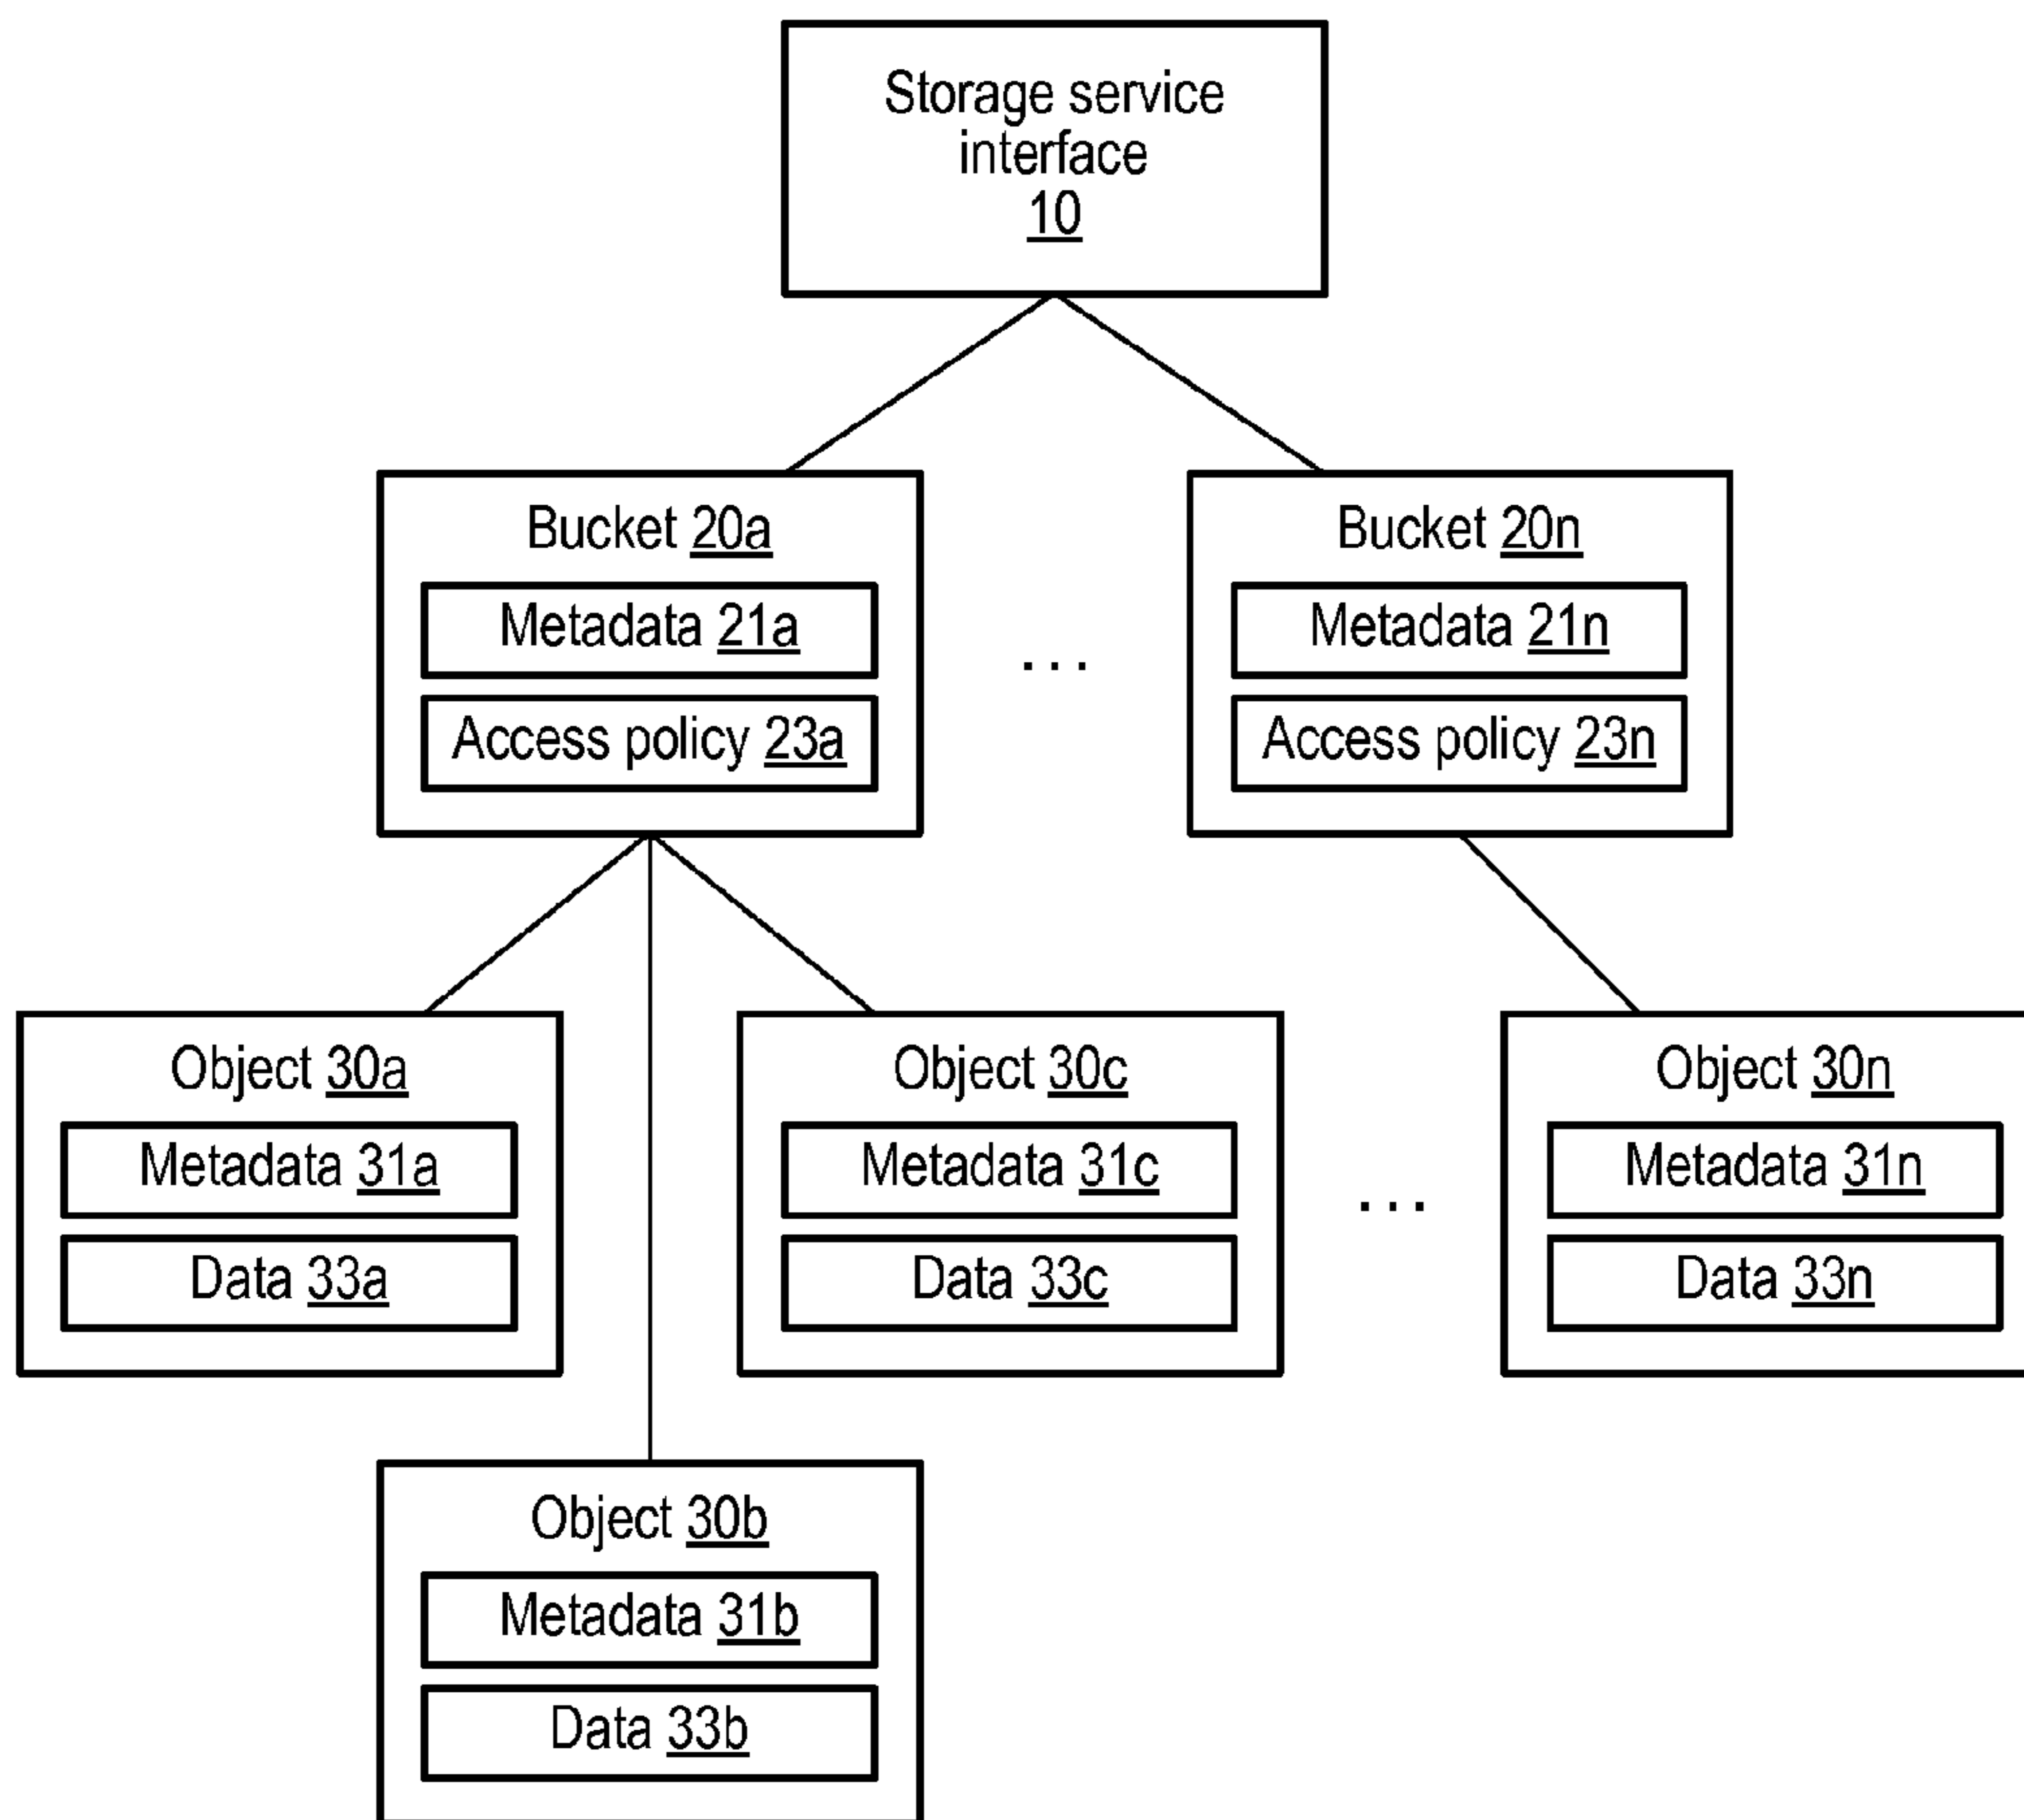 Storage service
interface
10
Bucket 20a
Metadata 21a
Access policy 23a
...
Bucket 20n
Metadata 21n
Access policy 23n
Object 30a
Metadata 31a
Data 33a
Object 30c
Metadata 31c
Data 33c
...
Object 30n
Metadata 31n
Data 33n
Object 30b
Metadata 31b
Data 33b